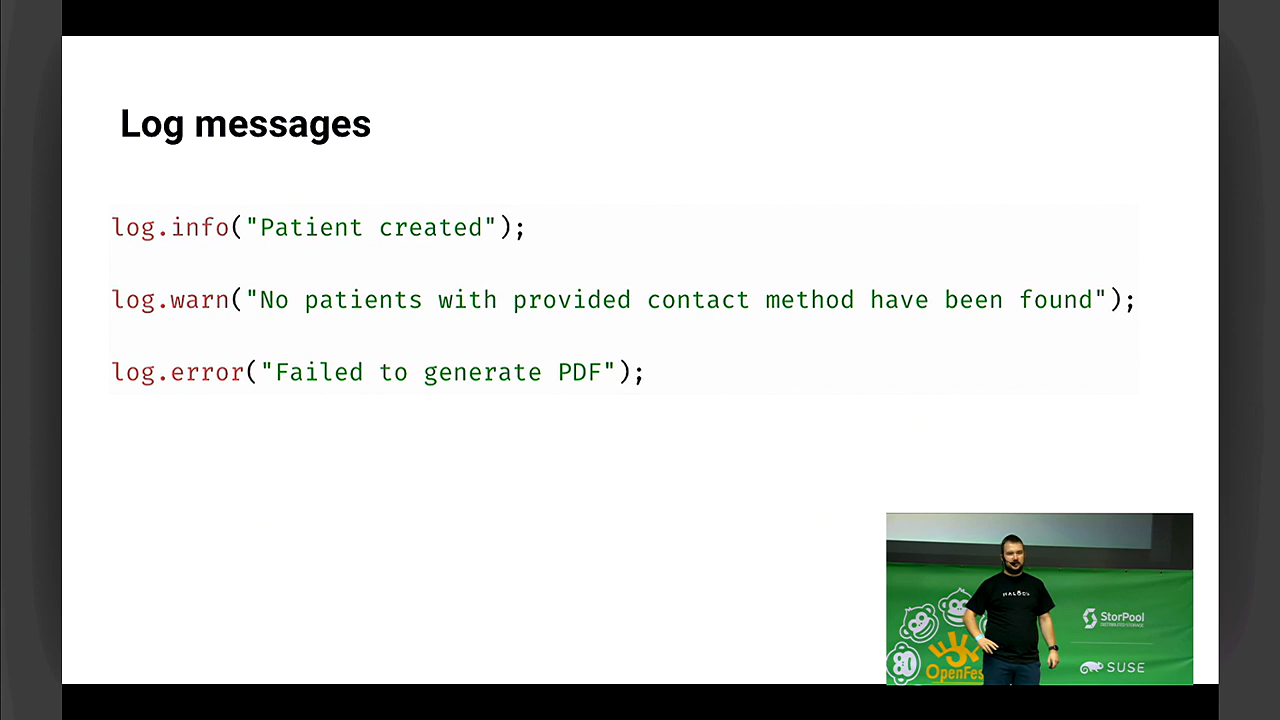 Log messages
log.info("Patient created");
log.warn("No patients with provided contact method have been found");
log.error("Failed to generate PDF");
StorPool
SUSE
OpenFes